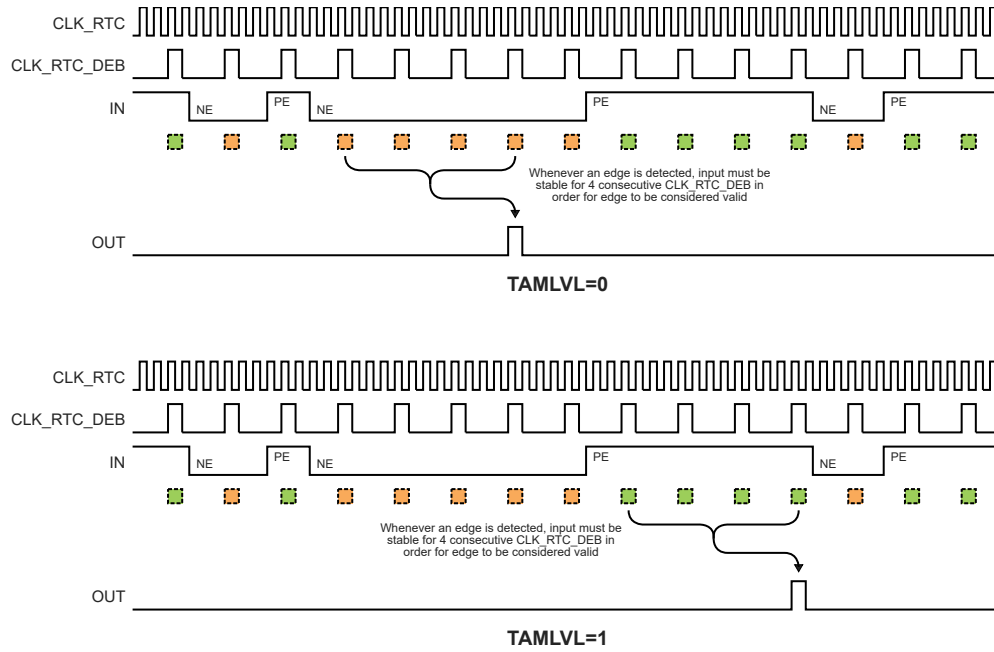 CLK_RTC
CLK_RTC_DEB
IN
NE
PE
NE
PE
NE
PE
Whenever an edge is detected, input must be
stable for 4 consecutive CLK_RTC_DEB in
order for edge to be considered valid
OUT
TAMLVL=0
CLK_RTC
CLK_RTC_DEB
IN
NE
PE
NE
PE
NE
PE
Whenever an edge is detected, input must be
stable for 4 consecutive CLK_RTC_DEB in
order for edge to be considered valid
OUT
TAMLVL=1